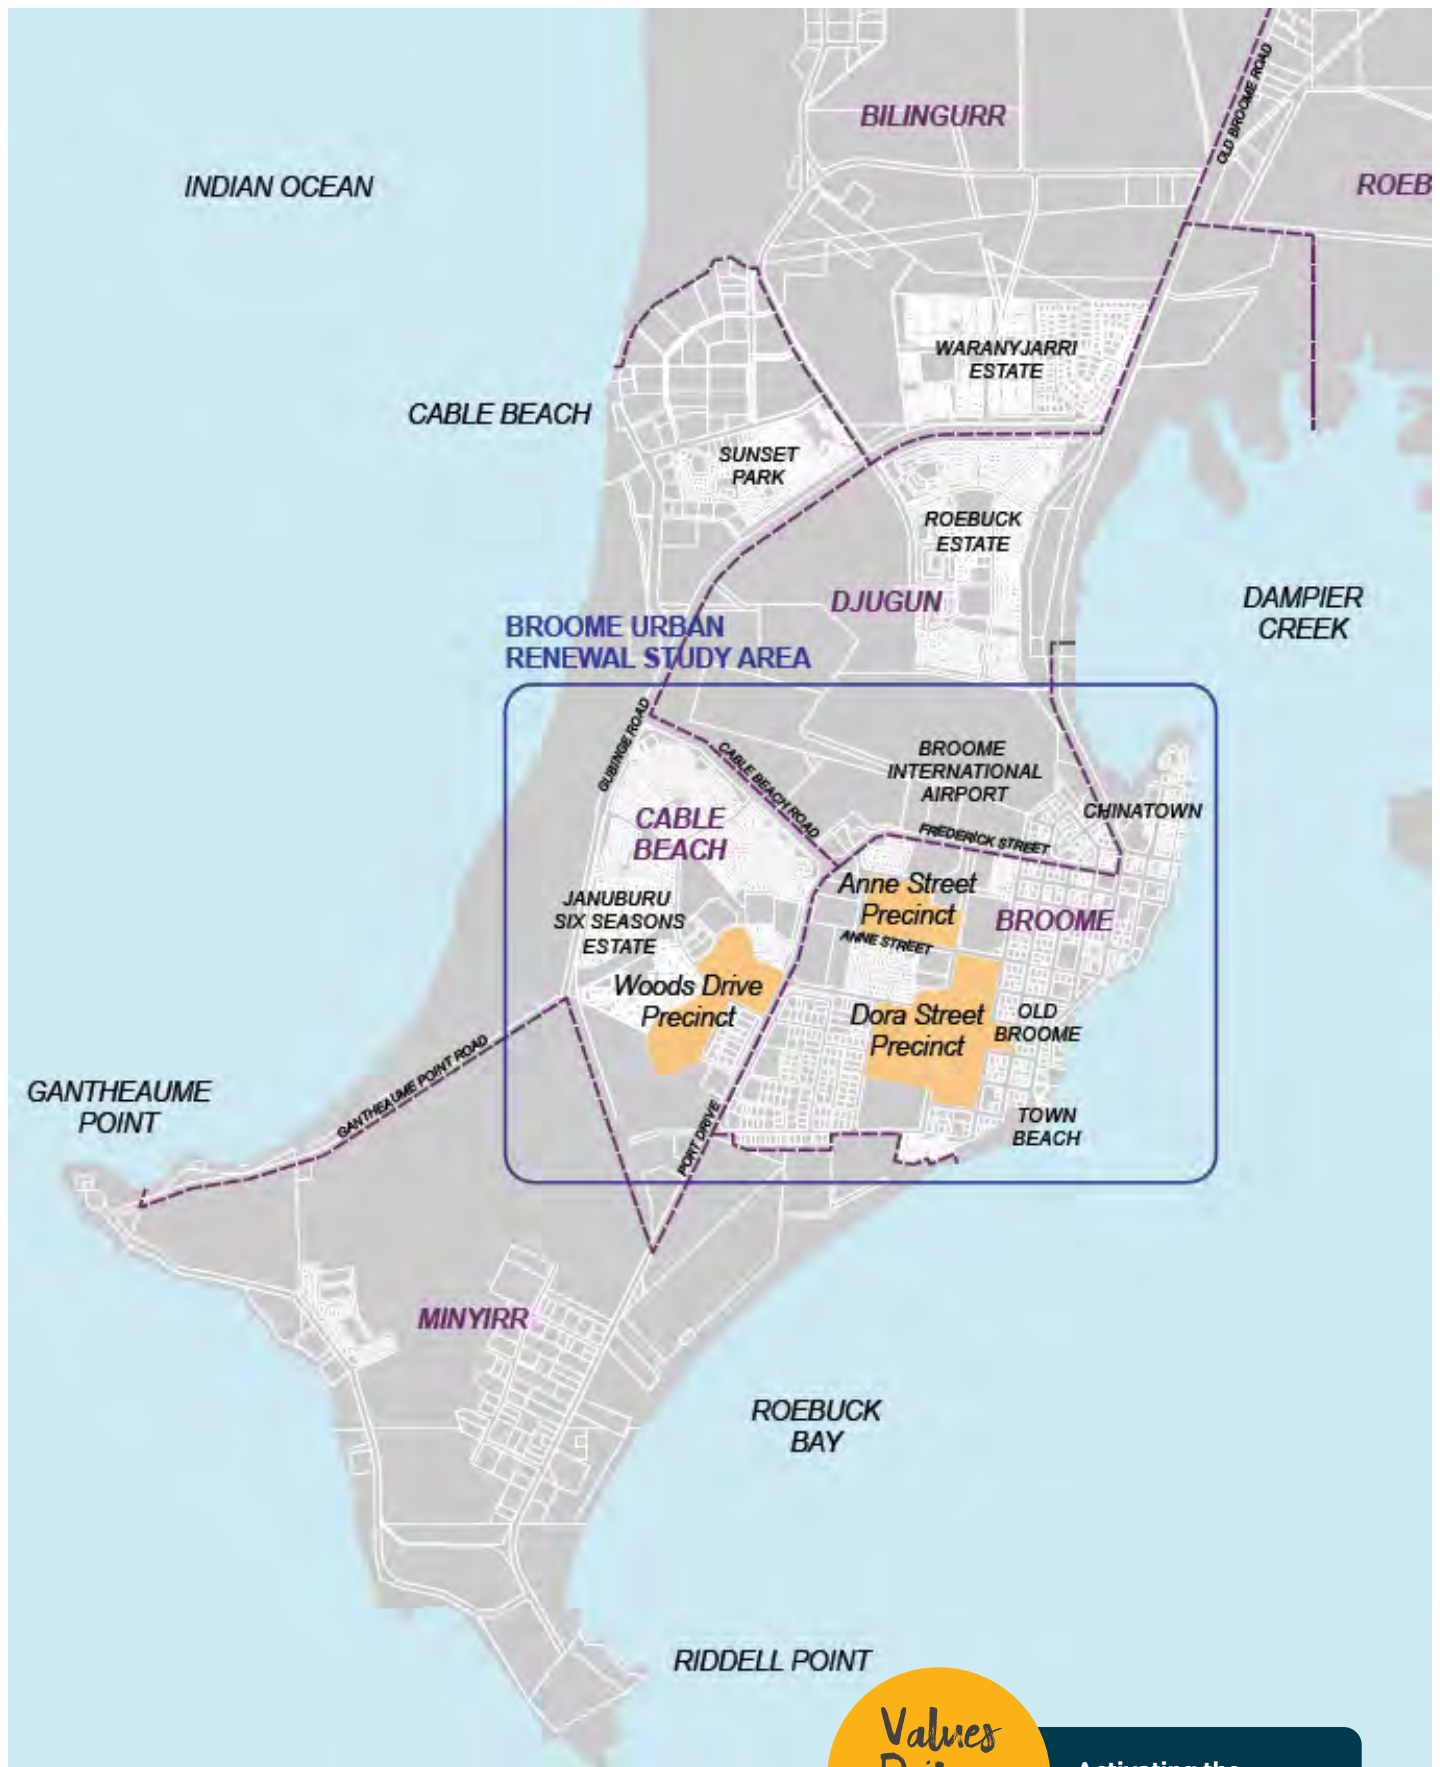 OLD BROOME ROAD
BILINGURR
INDIAN OCEAN
ROEB
WARANYJARRI
ESTATE
CABLE BEACH
SUNSET
PARK
ROEBUCK
ESTATE
DJUGUN
DAMPIER
CREEK
BROOME URBAN
RENEWAL STUDY AREA
GUBINGE ROAD
CABLE BEACH ROAD
BROOME
INTERNATIONAL
AIRPORT
CHINATOWN
CABLE
BEACH
FREDERICK STREET
Anne Street
Precinct
BROOME
ANNE STREET
JANUBURU
SIX SEASONS
ESTATE
Woods Drive
Precinct
Dora Street
Precinct
OLD
BROOME
GANTHEAUME POINT ROAD
GANTHEAUME
POINT
PORT DRIVE
TOWN
BEACH
MINYIRR
ROEBUCK
BAY
RIDDELL POINT
Values
Activating the